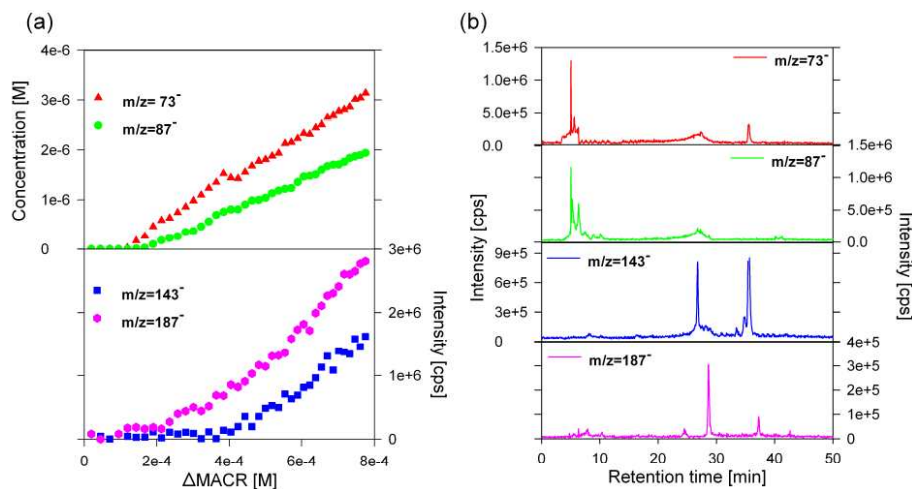 (a)
4e-6
3e-6
2e-6
1e-6
0
Concentration [M]
m/z= 73⁻
m/z=87⁻
3e+6
2e+6
1e+6
0
Intensity [cps]
m/z=143⁻
m/z=187⁻
0 2e-4 4e-4 6e-4 8e-4
ΔMACR [M]
(b)
1.5e+6
1.0e+6
5.0e+5
0.0
m/z=73⁻
1.5e+6
1.0e+6
5.0e+5
0.0
m/z=87⁻
Intensity [cps]
Intensity [cps]
9e+5
6e+5
3e+5
0
m/z=143⁻
4e+5
3e+5
2e+5
1e+5
0
m/z=187⁻
0 10 20 30 40 50
Retention time [min]